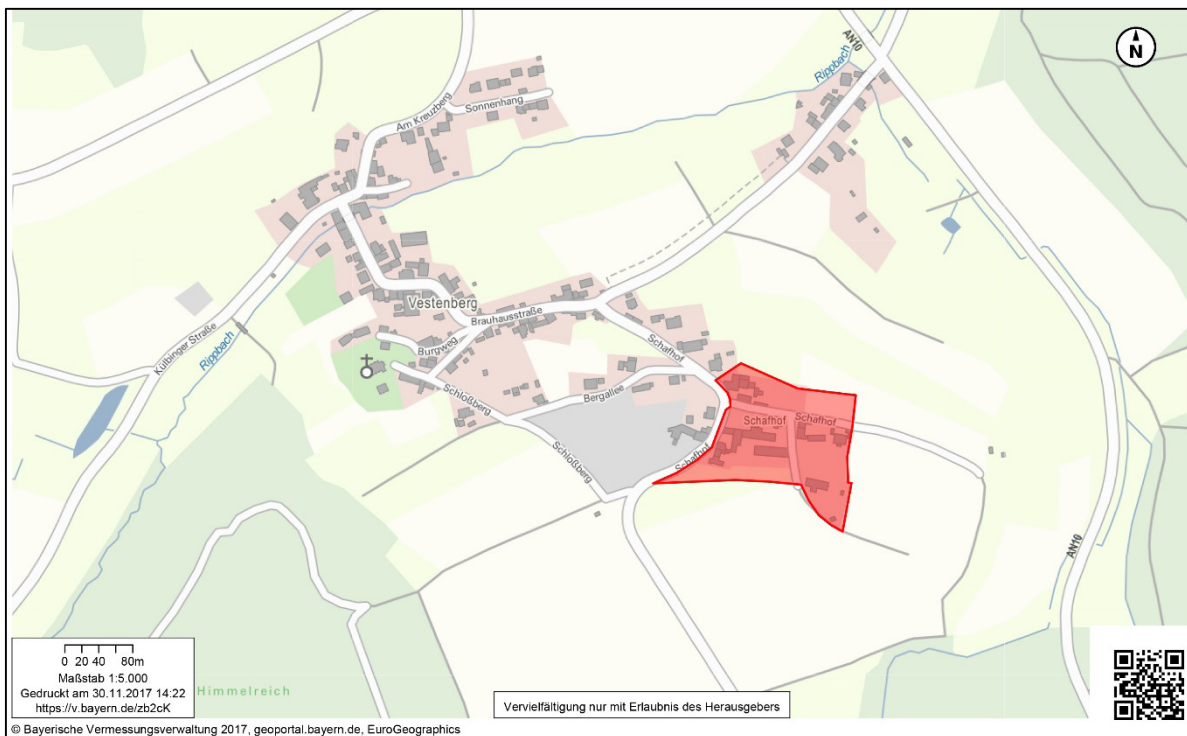 AN10
Rippbach
N
Sonnenhang
Am Kreuzberg
Vestenberg
Brauhausstraße
Külbinger Straße
Rippbach
Burgweg
Schafhof
Bergallee
Schloßberg
Schafhof
Schafhof
Schafhof
Schloßberg
AN10
0 20 40 80m
Maßstab 1:5.000
Gedruckt am 30.11.2017 14:22
https://v.bayern.de/zb2cK
Himmelreich
Vervielfältigung nur mit Erlaubnis des Herausgebers
© Bayerische Vermessungsverwaltung 2017, geoportal.bayern.de, EuroGeographics